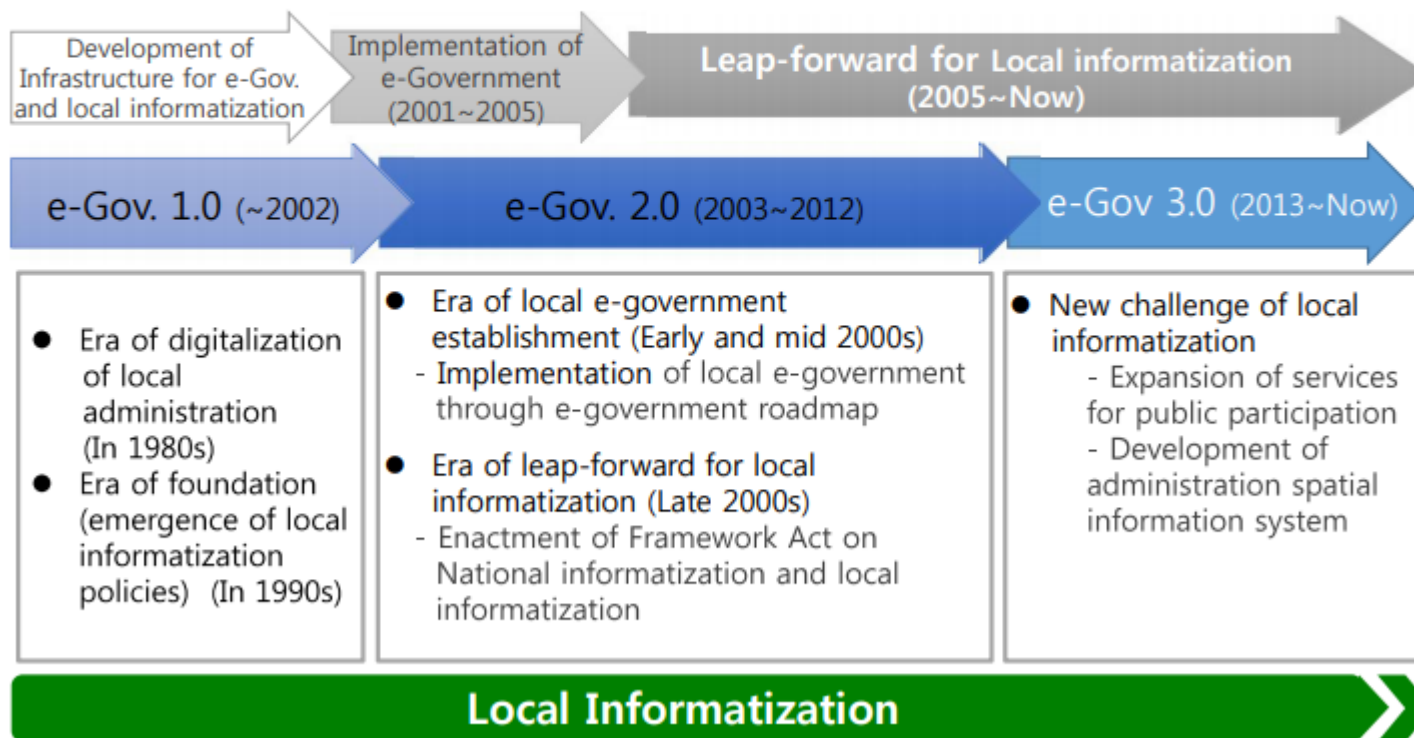 Development of
Infrastructure for e-Gov.
and local informatization
Implementation of
e-Government
(2001~2005)
Leap-forward for Local informatization
(2005~Now)
e-Gov. 1.0 (~2002)
e-Gov. 2.0 (2003~2012)
e-Gov 3.0 (2013~Now)
● Era of digitalization
of local
administration
(In 1980s)
● Era of foundation
(emergence of local
informatization
policies) (In 1990s)
● Era of local e-government
establishment (Early and mid 2000s)
- Implementation of local e-government
through e-government roadmap
● Era of leap-forward for local
informatization (Late 2000s)
- Enactment of Framework Act on
National informatization and local
informatization
● New challenge of local
informatization
- Expansion of services
for public participation
- Development of
administration spatial
information system
Local Informatization